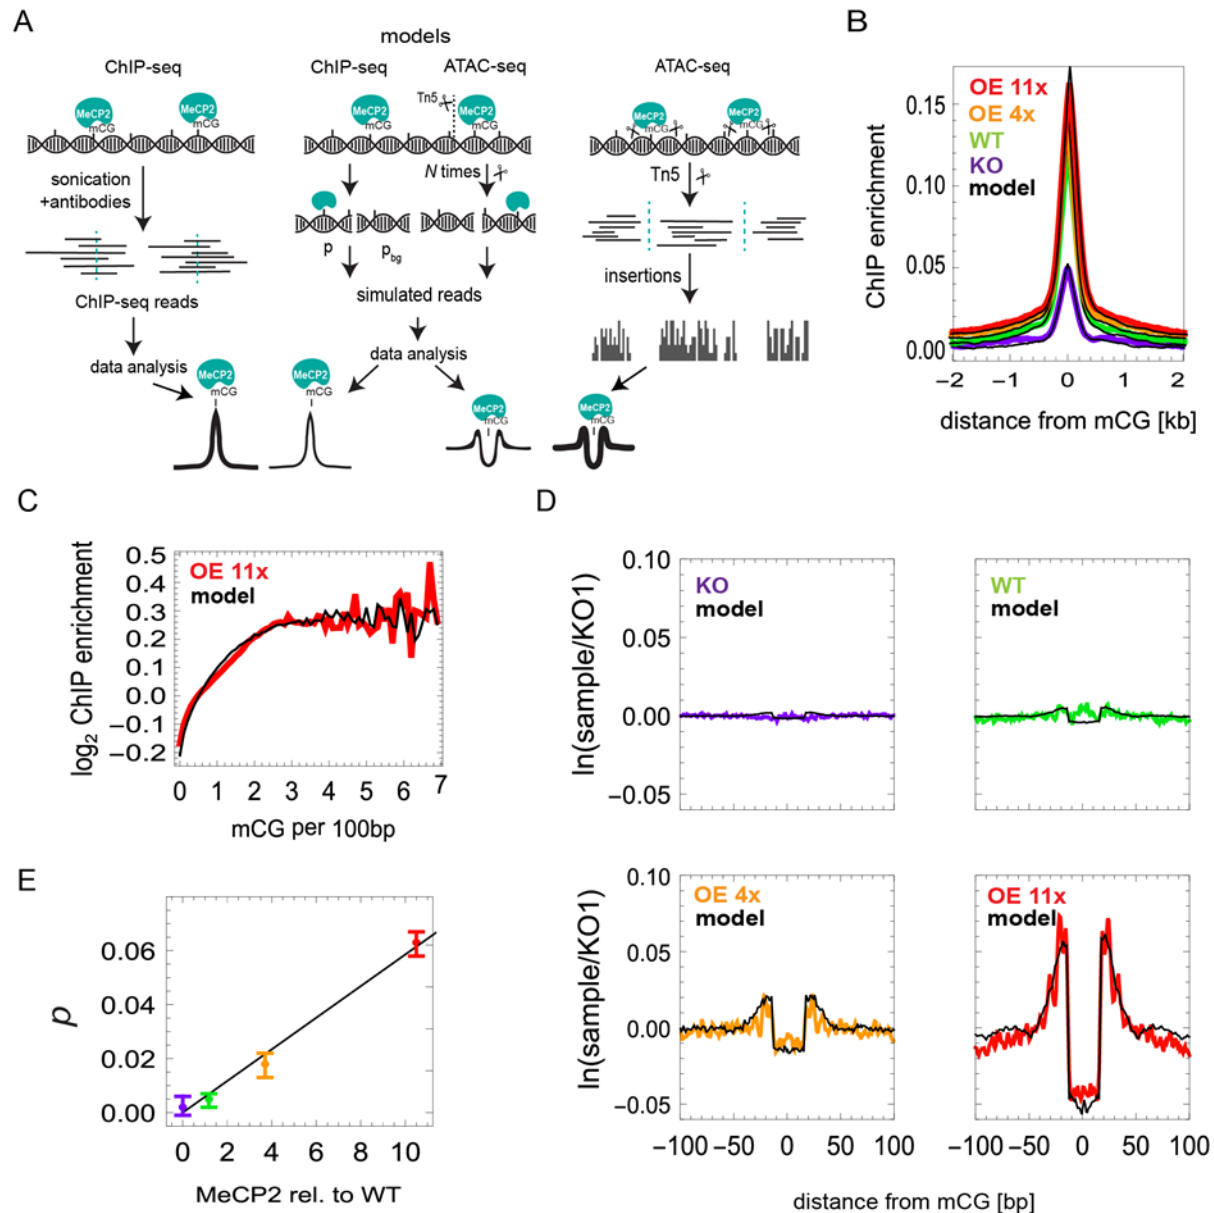 A
models
ChIP-seq
ChIP-seq
ATAC-seq
ATAC-seq
MeCP2
MeCP2
mCG
MeCP2
mCG
Tn5
MeCP2
mCG
MeCP2
mCG
MeCP2
mCG
sonication
+antibodies
N times
Tn5
p
pbg
ChIP-seq reads
simulated reads
insertions
data analysis
data analysis
MeCP2
mCG
MeCP2
mCG
MeCP2
mCG
MeCP2
mCG
B
OE 11x
OE 4x
WT
KO
model
ChIP enrichment
0.15
0.10
0.05
0.00
−2 −1 0 1 2
distance from mCG [kb]
C
OE 11x
model
log2 ChIP enrichment
0.5
0.4
0.3
0.2
0.1
0.0
−0.1
−0.2
0 1 2 3 4 5 6 7
mCG per 100bp
D
KO
model
ln(sample/KO1)
0.10
0.05
0.00
−0.05
WT
model
OE 4x
model
ln(sample/KO1)
0.10
0.05
0.00
−0.05
−100 −50 0 50 100
OE 11x
model
−100 −50 0 50 100
distance from mCG [bp]
E
p
0.06
0.04
0.02
0.00
0 2 4 6 8 10
MeCP2 rel. to WT